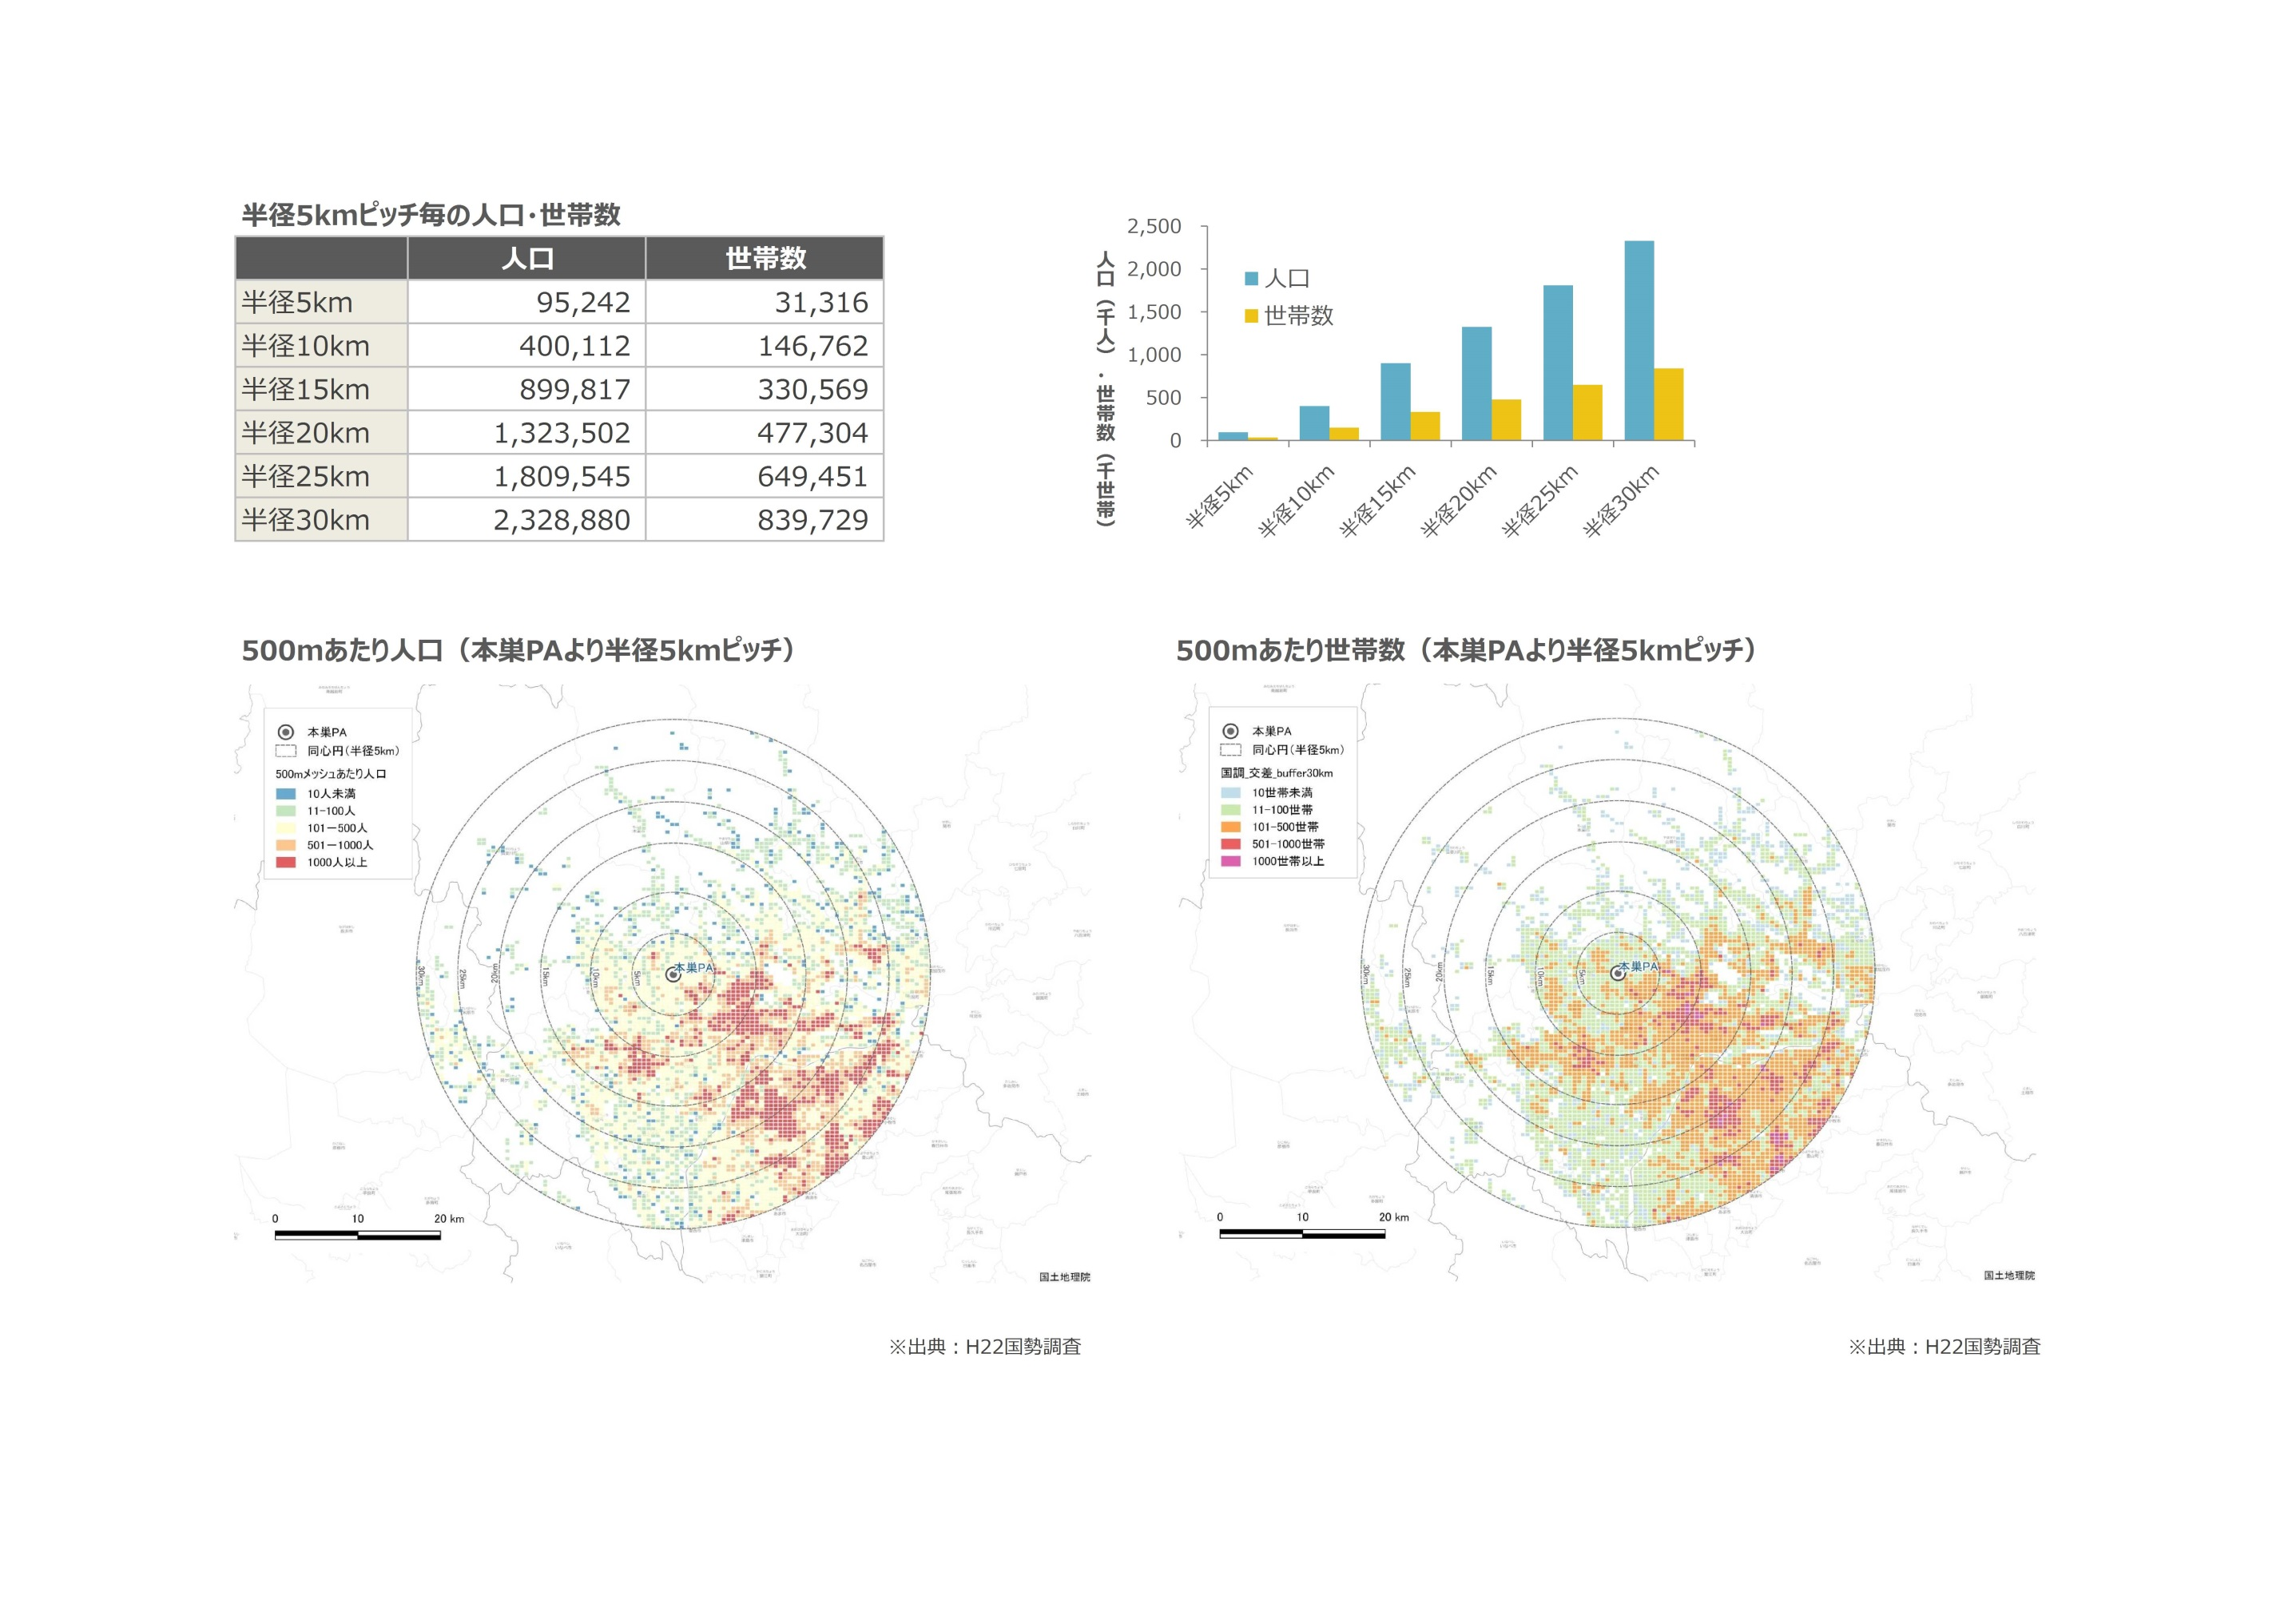 半径5kmピッチ毎の人口・世帯数
人口 世帯数
半径5km 95,242 31,316
半径10km 400,112 146,762
半径15km 899,817 330,569
半径20km 1,323,502 477,304
半径25km 1,809,545 649,451
半径30km 2,328,880 839,729
人口（千人）・世帯数（千世帯）
2,500
2,000
1,500
1,000
500
0
人口
世帯数
半径5km 半径10km 半径15km 半径20km 半径25km 半径30km
500mあたり人口（本巣PAより半径5kmピッチ）
本巣PA
同心円（半径5km）
500mメッシュあたり人口
10人未満
11-100人
101－500人
501－1000人
1000人以上
30km 25km 20km 15km 10km 5km
本巣PA
0 10 20 km
国土地理院
※出典：H22国勢調査
500mあたり世帯数（本巣PAより半径5kmピッチ）
本巣PA
同心円（半径5km）
国調_交差_buffer30km
10世帯未満
11-100世帯
101-500世帯
501-1000世帯
1000世帯以上
30km 25km 20km 15km 10km 5km
本巣PA
0 10 20 km
国土地理院
※出典：H22国勢調査